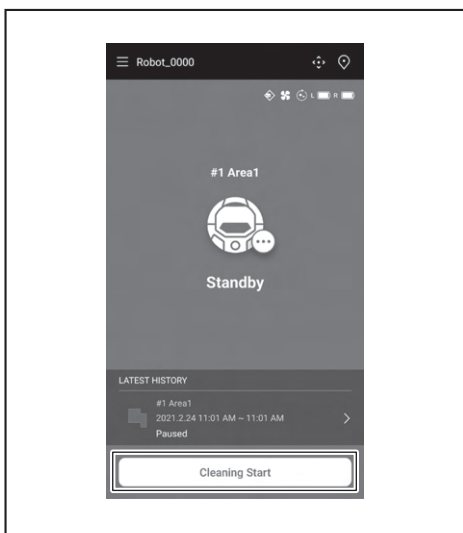 Robot_0000
L R
#1 Area1
Standby
LATEST HISTORY
#1 Area1
2021.2.24 11:01 AM ~ 11:01 AM
Paused
Cleaning Start